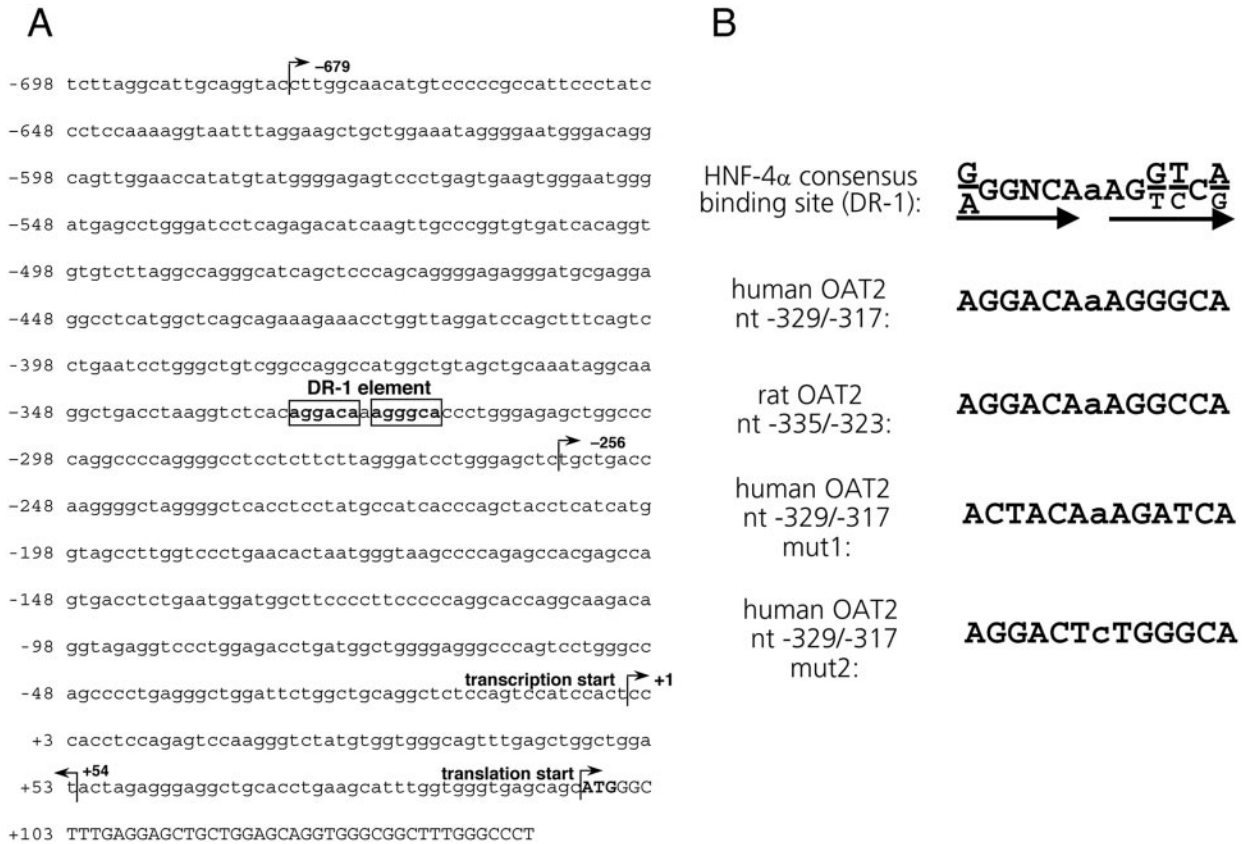 A
–679
-698 tcttaggcattgcaggtaccttggcaacatgtcccccgccattccctatc
-648 cctccaaaaggtaatttaggaagctgctggaaataggggaatgggacagg
-598 cagttggaaccatatgtatggggagagtccctgagtgaagtgggaatggg
-548 atgagcctgggatcctcagagacatcaagttgcccggtgtgatcacaggt
-498 gtgtcttaggccagggcatcagctcccagcaggggagagggatgcgagga
-448 ggcctcatggctcagcagaaagaaacctggttaggatccagctttcagtc
-398 ctgaatcctgggctgtcggccaggccatggctgtagctgcaaataggcaa
DR-1 element
-348 ggctgacctaaggtctcacaggacaaagggcaccctgggagagctggccc
–256
-298 caggccccaggggcctcctcttcttagggatcctgggagctctgctgacc
-248 aaggggctaggggctcacctcctatgccatcacccagctacctcatcatg
-198 gtagccttggtccctgaacactaatgggtaagccccagagccacgagcca
-148 gtgacctctgaatggatggcttccccttcccccaggcaccaggcaagaca
-98 ggtagaggtccctggagacctgatggctggggagggcccagtcctgggcc
transcription start +1
-48 agcccctgagggctggattctggctgcaggctctccagtccatccactcc
+3 cacctccagagtccaagggtctatgtggtgggcagtttgagctggctgga
+54 translation start
+53 tactagagggaggctgcacctgaagcatttggtgggtgagcagcATGGGC
+103 TTTGAGGAGCTGCTGGAGCAGGTGGGCGGCTTTGGGCCCT
B
HNF-4α consensus
binding site (DR-1):
G G T A
A GGNCAaAG T C C G
human OAT2
nt -329/-317:
AGGACAaAGGGCA
rat OAT2
nt -335/-323:
AGGACAaAGGCCA
human OAT2
nt -329/-317
mut1:
ACTACAaAGATCA
human OAT2
nt -329/-317
mut2:
AGGACTcTGGGCA